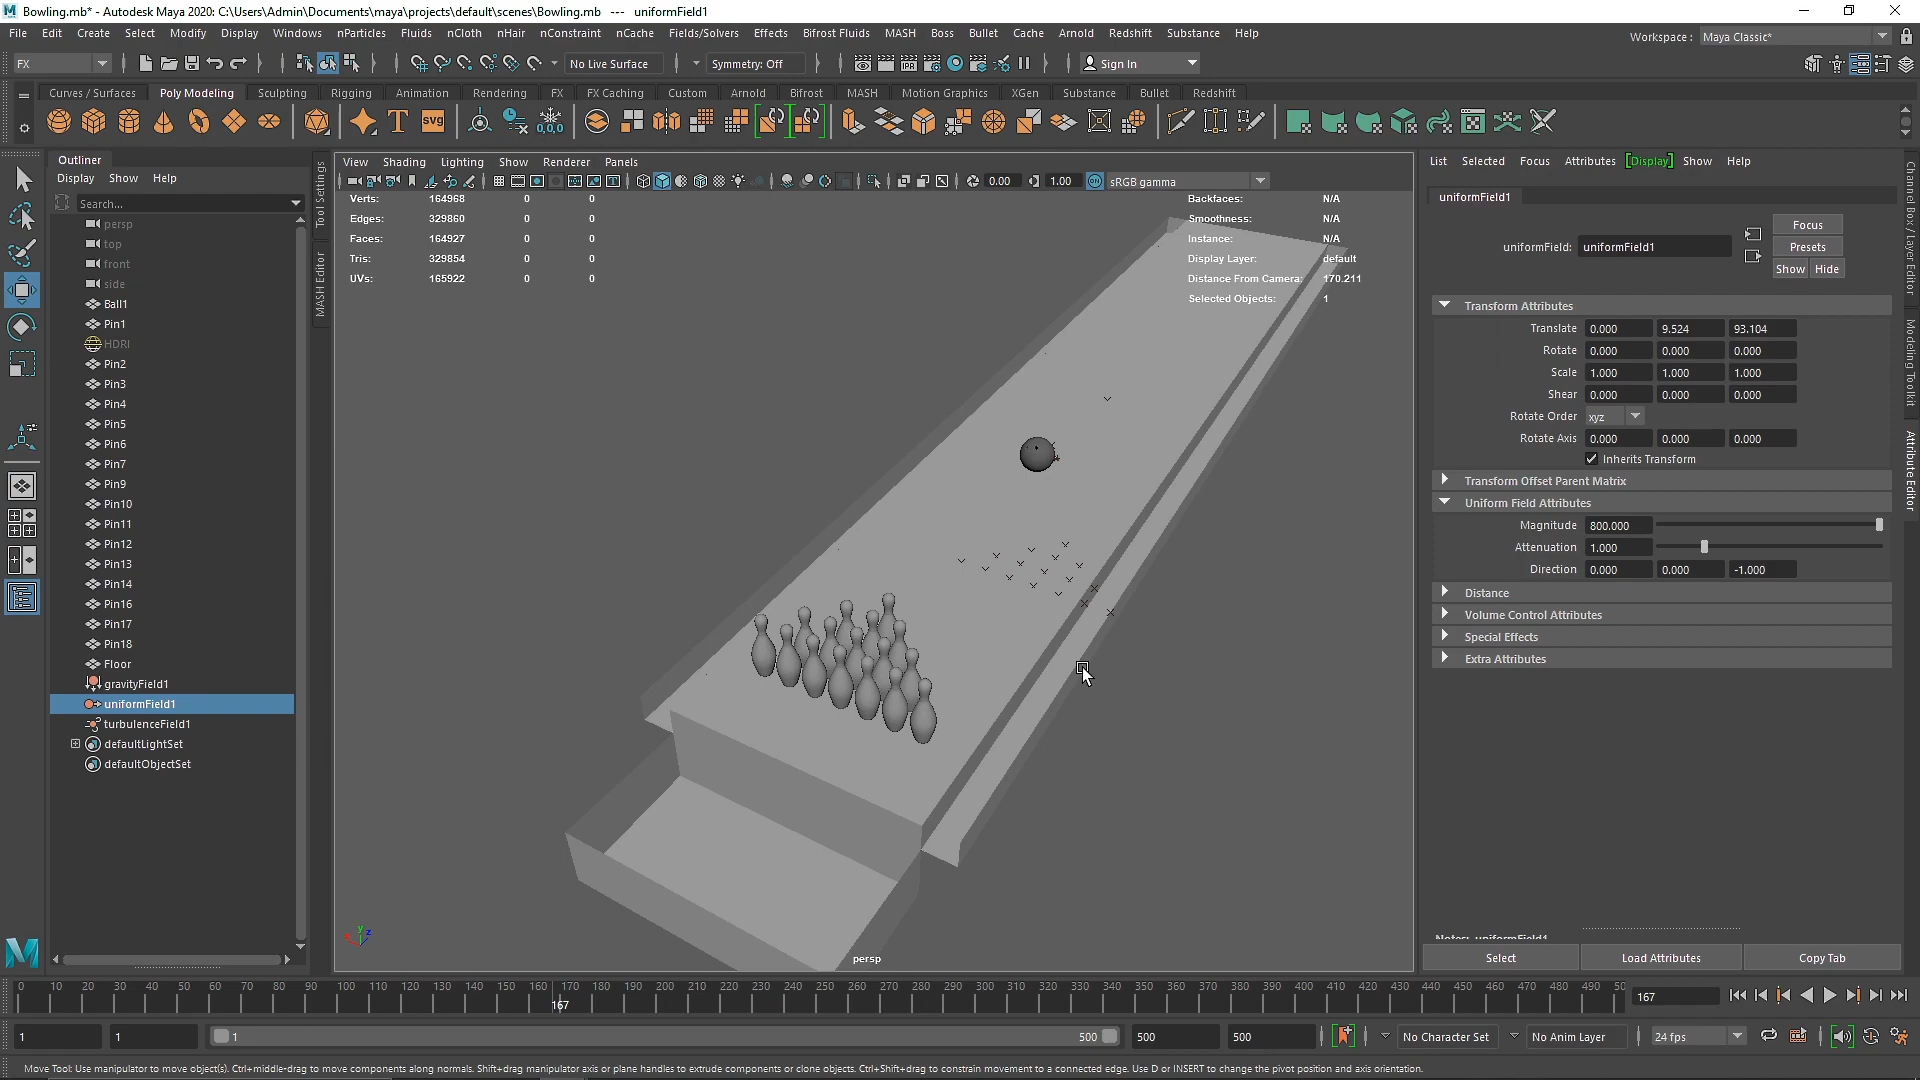 Bowling.mb* - Autodesk Maya 2020: C:\Users\Admin\Documents\maya\projects\default\scenes\Bowling.mb --- uniformField1
File Edit Create Select Modify Display Windows nParticles Fluids nCloth nHair nConstraint nCache Fields/Solvers Effects Bifrost Fluids MASH Boss Bullet Cache Arnold Redshift Substance Help
Workspace : Maya Classic*
FX No Live Surface Symmetry: Off Sign In
Curves / Surfaces Poly Modeling Sculpting Rigging Animation Rendering FX FX Caching Custom Arnold Bifrost MASH Motion Graphics XGen Substance Bullet Redshift
T svg 0,0,0
Outliner
Display Show Help
Search...
persp
top
front
side
Ball1
Pin1
HDRI
Pin2
Pin3
Pin4
Pin5
Pin6
Pin7
Pin9
Pin10
Pin11
Pin12
Pin13
Pin14
Pin16
Pin17
Pin18
Floor
gravityField1
uniformField1
turbulenceField1
defaultLightSet
defaultObjectSet
Tool Settings
MASH Editor
View Shading Lighting Show Renderer Panels
0.00 1.00 sRGB gamma
Verts: 164968 0 0
Edges: 329860 0 0
Faces: 164927 0 0
Tris: 329854 0 0
UVs: 165922 0 0
Backfaces: N/A
Smoothness: N/A
Instance: N/A
Display Layer: default
Distance From Camera: 170.211
Selected Objects: 1
persp
List Selected Focus Attributes [Display] Show Help
uniformField1
uniformField: uniformField1
Focus
Presets
Show Hide
Transform Attributes
Translate 0.000 9.524 93.104
Rotate 0.000 0.000 0.000
Scale 1.000 1.000 1.000
Shear 0.000 0.000 0.000
Rotate Order xyz
Rotate Axis 0.000 0.000 0.000
Inherits Transform
Transform Offset Parent Matrix
Uniform Field Attributes
Magnitude 800.000
Attenuation 1.000
Direction 0.000 0.000 -1.000
Distance
Volume Control Attributes
Special Effects
Extra Attributes
Notes: uniformField1
Select Load Attributes Copy Tab
Channel Box / Layer Editor
Modeling Toolkit
Attribute Editor
0 10 20 30 40 50 60 70 80 90 100 110 120 130 140 150 160 170 180 190 200 210 220 230 240 250 260 270 280 290 300 310 320 330 340 350 360 370 380 390 400 410 420 430 440 450 460 470 480 490 50
167
167
1 1 1 500 500 500 No Character Set No Anim Layer 24 fps
Move Tool: Use manipulator to move object(s). Ctrl+middle-drag to move components along normals. Shift+drag manipulator axis or plane handles to extrude components or clone objects. Ctrl+Shift+drag to constrain movement to a connected edge. Use D or INSERT to change the pivot position and axis orientation.